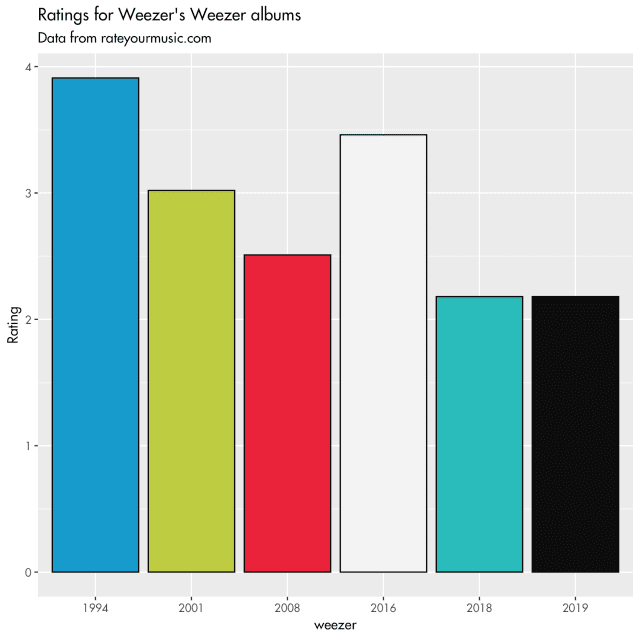 Ratings for Weezer's Weezer albums
Data from rateyourmusic.com
4
3
2
1
0
Rating
1994 2001 2008 2016 2018 2019
weezer